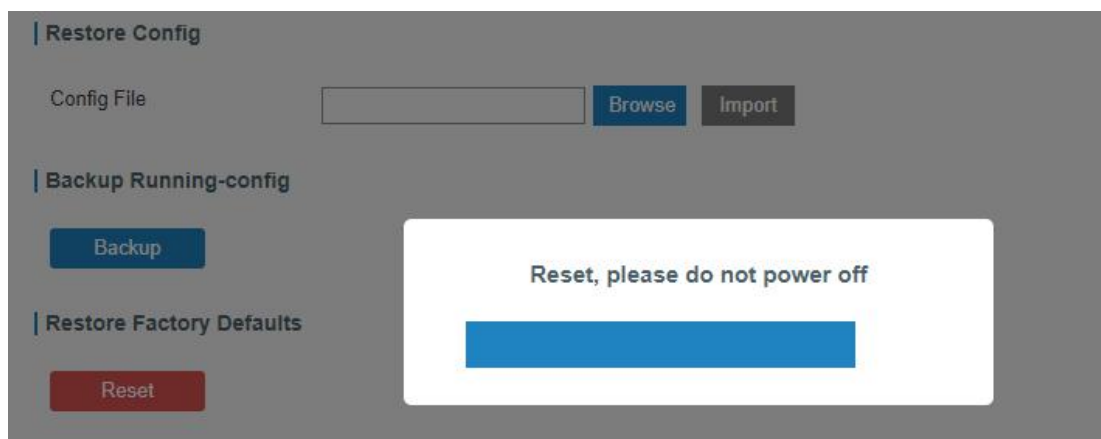 Restore Config
Config File
Browse
Import
Backup Running-config
Backup
Reset, please do not power off
Restore Factory Defaults
Reset